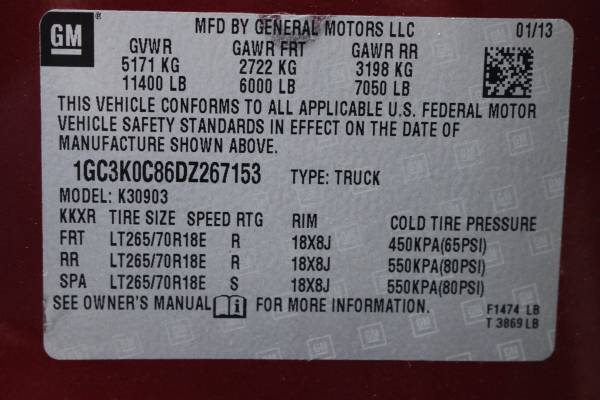 GM
MFD BY GENERAL MOTORS LLC 01/13
GVWR GAWR FRT GAWR RR
5171 KG 2722 KG 3198 KG
11400 LB 6000 LB 7050 LB
THIS VEHICLE CONFORMS TO ALL APPLICABLE U.S. FEDERAL MOTOR
VEHICLE SAFETY STANDARDS IN EFFECT ON THE DATE OF
MANUFACTURE SHOWN ABOVE.
1GC3K0C86DZ267153 TYPE: TRUCK
MODEL: K30903
KKXR TIRE SIZE SPEED RTG RIM COLD TIRE PRESSURE
FRT LT265/70R18E R 18X8J 450KPA(65PSI)
RR LT265/70R18E R 18X8J 550KPA(80PSI)
SPA LT265/70R18E S 18X8J 550KPA(80PSI)
SEE OWNER'S MANUAL FOR MORE INFORMATION.
F1474 LB
T 3869 LB